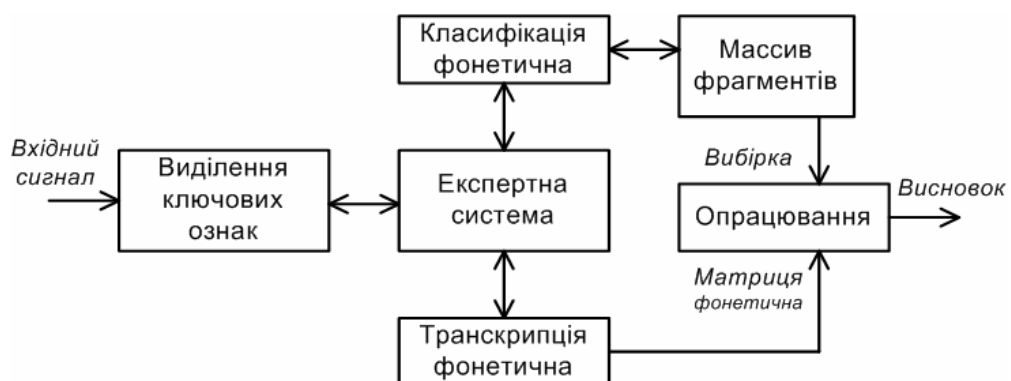 Класифікація
фонетична
Массив
фрагментів
Вхідний
сигнал
Виділення
ключових
ознак
Експертна
система
Вибірка
Опрацювання
Висновок
Матриця
фонетична
Транскрипція
фонетична